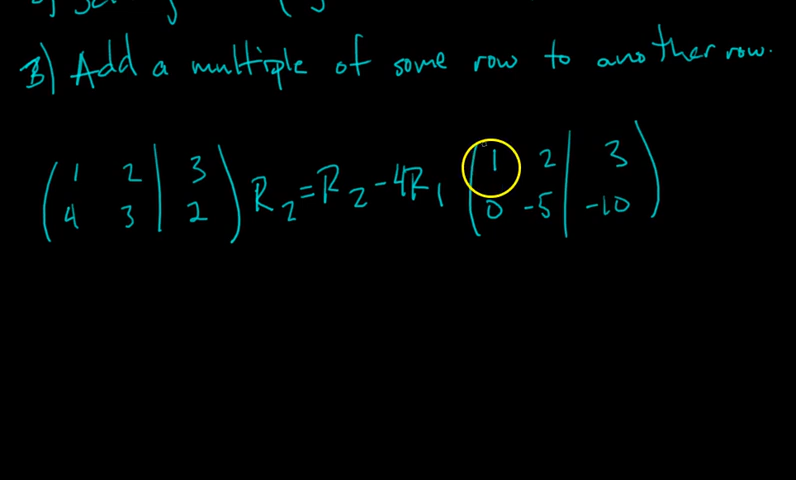 3) Add a multiple of some row to another row.
( 1 2 | 3 ) R₂=R₂-4R₁ ( 1 2 | 3 )
( 4 3 | 2 ) ( 0 -5 | -10 )